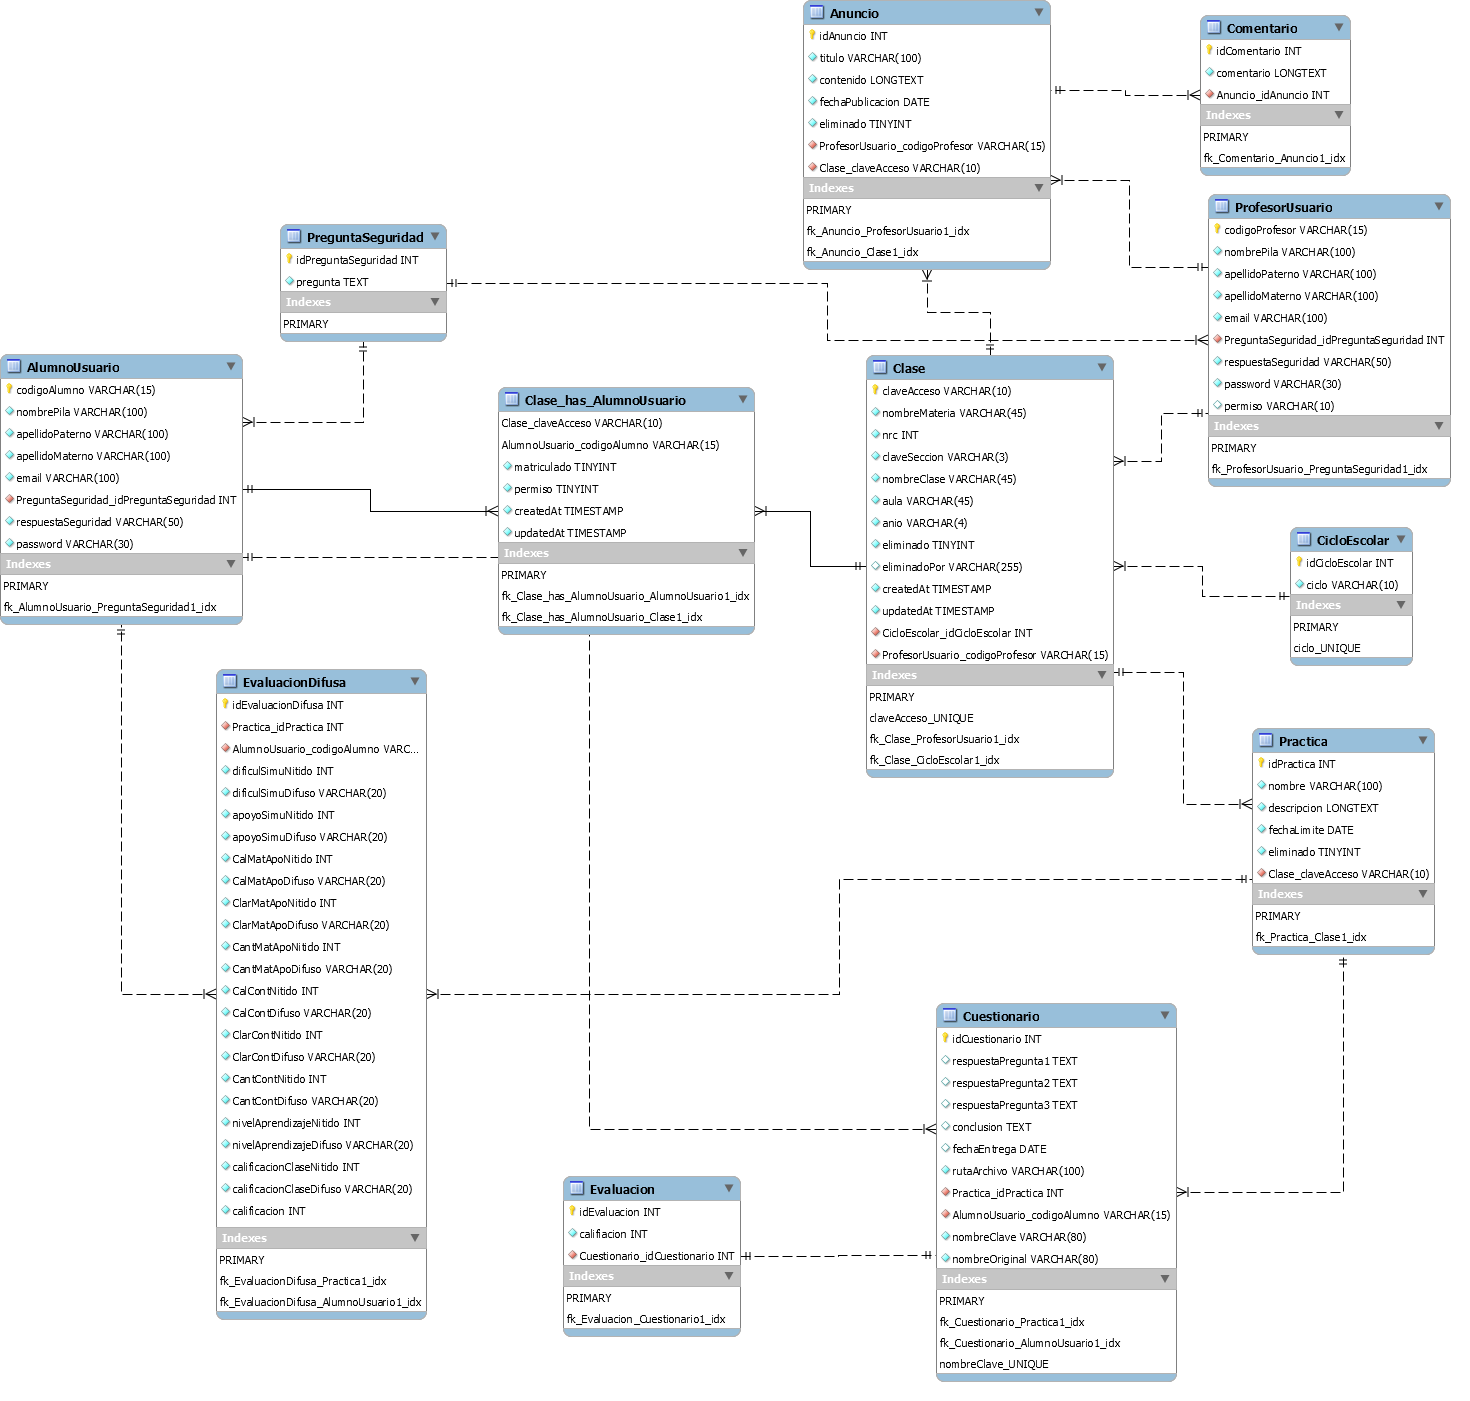 Anuncio
idAnuncio INT
titulo VARCHAR(100)
contenido LONGTEXT
fechaPublicacion DATE
eliminado TINYINT
ProfesorUsuario_codigoProfesor VARCHAR(15)
Clase_claveAcceso VARCHAR(10)
Indexes
PRIMARY
fk_Anuncio_ProfesorUsuario1_idx
fk_Anuncio_Clase1_idx
Comentario
idComentario INT
comentario LONGTEXT
Anuncio_idAnuncio INT
Indexes
PRIMARY
fk_Comentario_Anuncio1_idx
ProfesorUsuario
codigoProfesor VARCHAR(15)
nombrePila VARCHAR(100)
apellidoPaterno VARCHAR(100)
apellidoMaterno VARCHAR(100)
email VARCHAR(100)
PreguntaSeguridad_idPreguntaSeguridad INT
respuestaSeguridad VARCHAR(50)
password VARCHAR(30)
permiso VARCHAR(10)
Indexes
PRIMARY
fk_ProfesorUsuario_PreguntaSeguridad1_idx
PreguntaSeguridad
idPreguntaSeguridad INT
pregunta TEXT
Indexes
PRIMARY
AlumnoUsuario
codigoAlumno VARCHAR(15)
nombrePila VARCHAR(100)
apellidoPaterno VARCHAR(100)
apellidoMaterno VARCHAR(100)
email VARCHAR(100)
PreguntaSeguridad_idPreguntaSeguridad INT
respuestaSeguridad VARCHAR(50)
password VARCHAR(30)
Indexes
PRIMARY
fk_AlumnoUsuario_PreguntaSeguridad1_idx
Clase_has_AlumnoUsuario
Clase_claveAcceso VARCHAR(10)
AlumnoUsuario_codigoAlumno VARCHAR(15)
matriculado TINYINT
permiso TINYINT
createdAt TIMESTAMP
updatedAt TIMESTAMP
Indexes
PRIMARY
fk_Clase_has_AlumnoUsuario_AlumnoUsuario1_idx
fk_Clase_has_AlumnoUsuario_Clase1_idx
Clase
claveAcceso VARCHAR(10)
nombreMateria VARCHAR(45)
nrc INT
claveSeccion VARCHAR(3)
nombreClase VARCHAR(45)
aula VARCHAR(45)
anio VARCHAR(4)
eliminado TINYINT
eliminadoPor VARCHAR(255)
createdAt TIMESTAMP
updatedAt TIMESTAMP
CicloEscolar_idCicloEscolar INT
ProfesorUsuario_codigoProfesor VARCHAR(15)
Indexes
PRIMARY
claveAcceso_UNIQUE
fk_Clase_ProfesorUsuario1_idx
fk_Clase_CicloEscolar1_idx
CicloEscolar
idCicloEscolar INT
ciclo VARCHAR(10)
Indexes
PRIMARY
ciclo_UNIQUE
EvaluacionDifusa
idEvaluacionDifusa INT
Practica_idPractica INT
AlumnoUsuario_codigoAlumno VARC...
dificulSimuNitido INT
dificulSimuDifuso VARCHAR(20)
apoyoSimuNitido INT
apoyoSimuDifuso VARCHAR(20)
CalMatApoNitido INT
CalMatApoDifuso VARCHAR(20)
ClarMatApoNitido INT
ClarMatApoDifuso VARCHAR(20)
CantMatApoNitido INT
CantMatApoDifuso VARCHAR(20)
CalContNitido INT
CalContDifuso VARCHAR(20)
ClarContNitido INT
ClarContDifuso VARCHAR(20)
CantContNitido INT
CantContDifuso VARCHAR(20)
nivelAprendizajeNitido INT
nivelAprendizajeDifuso VARCHAR(20)
calificacionClaseNitido INT
calificacionClaseDifuso VARCHAR(20)
calificacion INT
Indexes
PRIMARY
fk_EvaluacionDifusa_Practica1_idx
fk_EvaluacionDifusa_AlumnoUsuario1_idx
Practica
idPractica INT
nombre VARCHAR(100)
descripcion LONGTEXT
fechaLimite DATE
eliminado TINYINT
Clase_claveAcceso VARCHAR(10)
Indexes
PRIMARY
fk_Practica_Clase1_idx
Cuestionario
idCuestionario INT
respuestaPregunta1 TEXT
respuestaPregunta2 TEXT
respuestaPregunta3 TEXT
conclusion TEXT
fechaEntrega DATE
rutaArchivo VARCHAR(100)
Practica_idPractica INT
AlumnoUsuario_codigoAlumno VARCHAR(15)
nombreClave VARCHAR(80)
nombreOriginal VARCHAR(80)
Indexes
PRIMARY
fk_Cuestionario_Practica1_idx
fk_Cuestionario_AlumnoUsuario1_idx
nombreClave_UNIQUE
Evaluacion
idEvaluacion INT
califiacion INT
Cuestionario_idCuestionario INT
Indexes
PRIMARY
fk_Evaluacion_Cuestionario1_idx